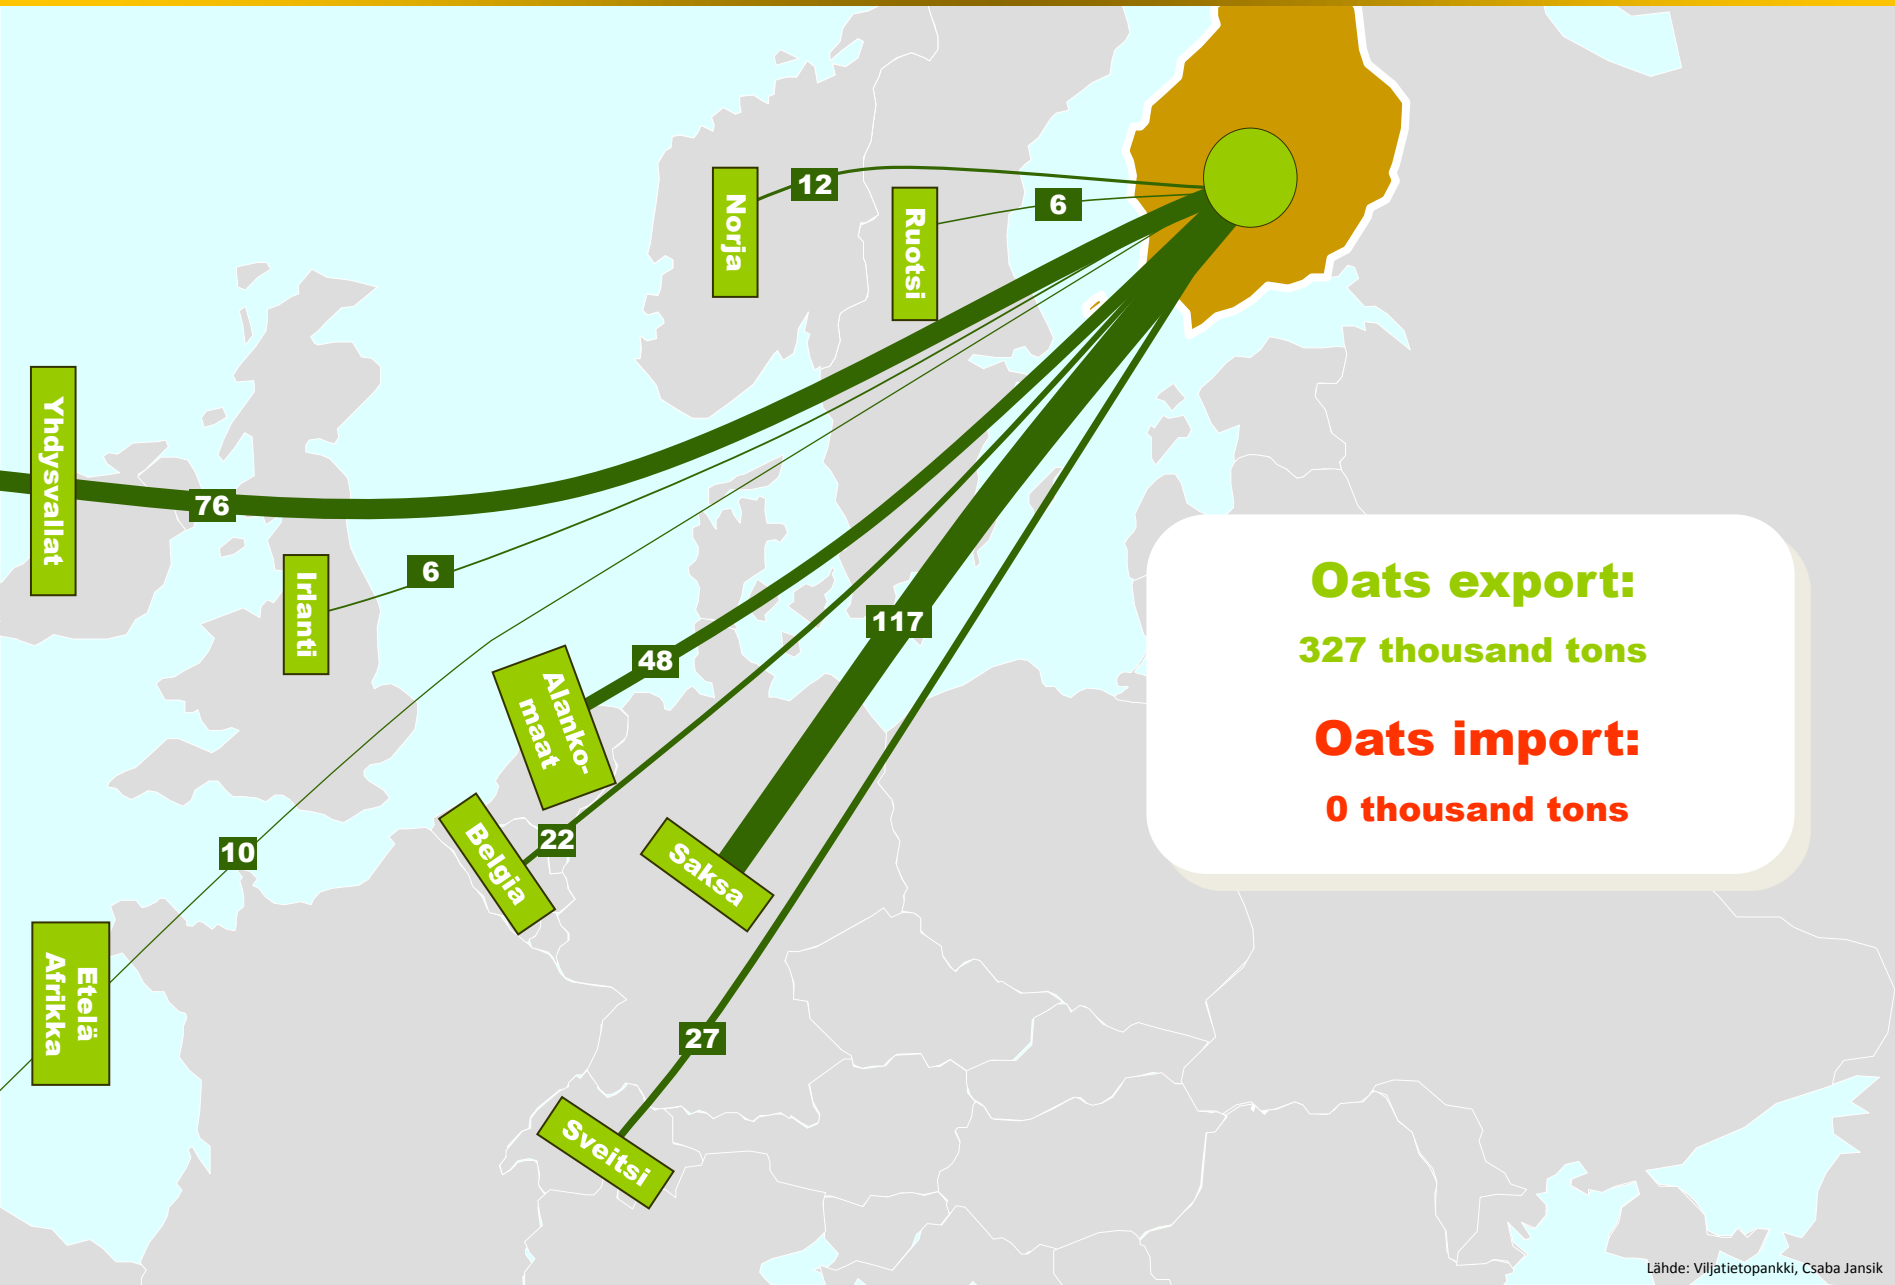 12
Norja
6
Ruotsi
Yhdysvallat
76
Irlanti
6
117
48
Alanko-
maat
Oats export:
327 thousand tons
Oats import:
0 thousand tons
10
Belgia
22
Saksa
Etelä
Afrikka
27
Sveitsi
Lähde: Viljatietopankki, Csaba Jansik